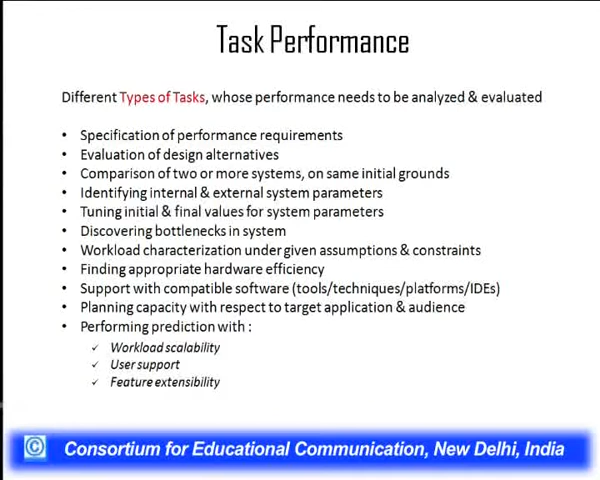 Task Performance
Different Types of Tasks, whose performance needs to be analyzed & evaluated
• Specification of performance requirements
• Evaluation of design alternatives
• Comparison of two or more systems, on same initial grounds
• Identifying internal & external system parameters
• Tuning initial & final values for system parameters
• Discovering bottlenecks in system
• Workload characterization under given assumptions & constraints
• Finding appropriate hardware efficiency
• Support with compatible software (tools/techniques/platforms/IDEs)
• Planning capacity with respect to target application & audience
• Performing prediction with :
✓ Workload scalability
✓ User support
✓ Feature extensibility
© Consortium for Educational Communication, New Delhi, India